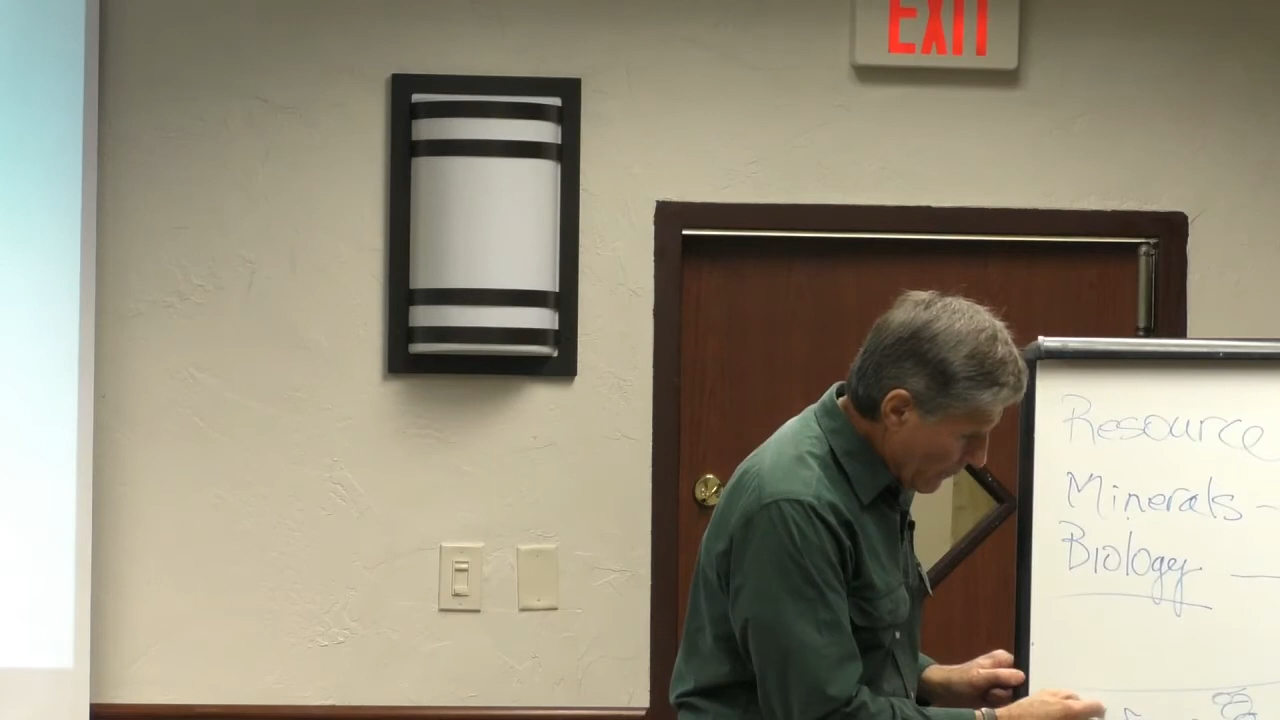 EXIT
Resource
Minerals -
Biology —